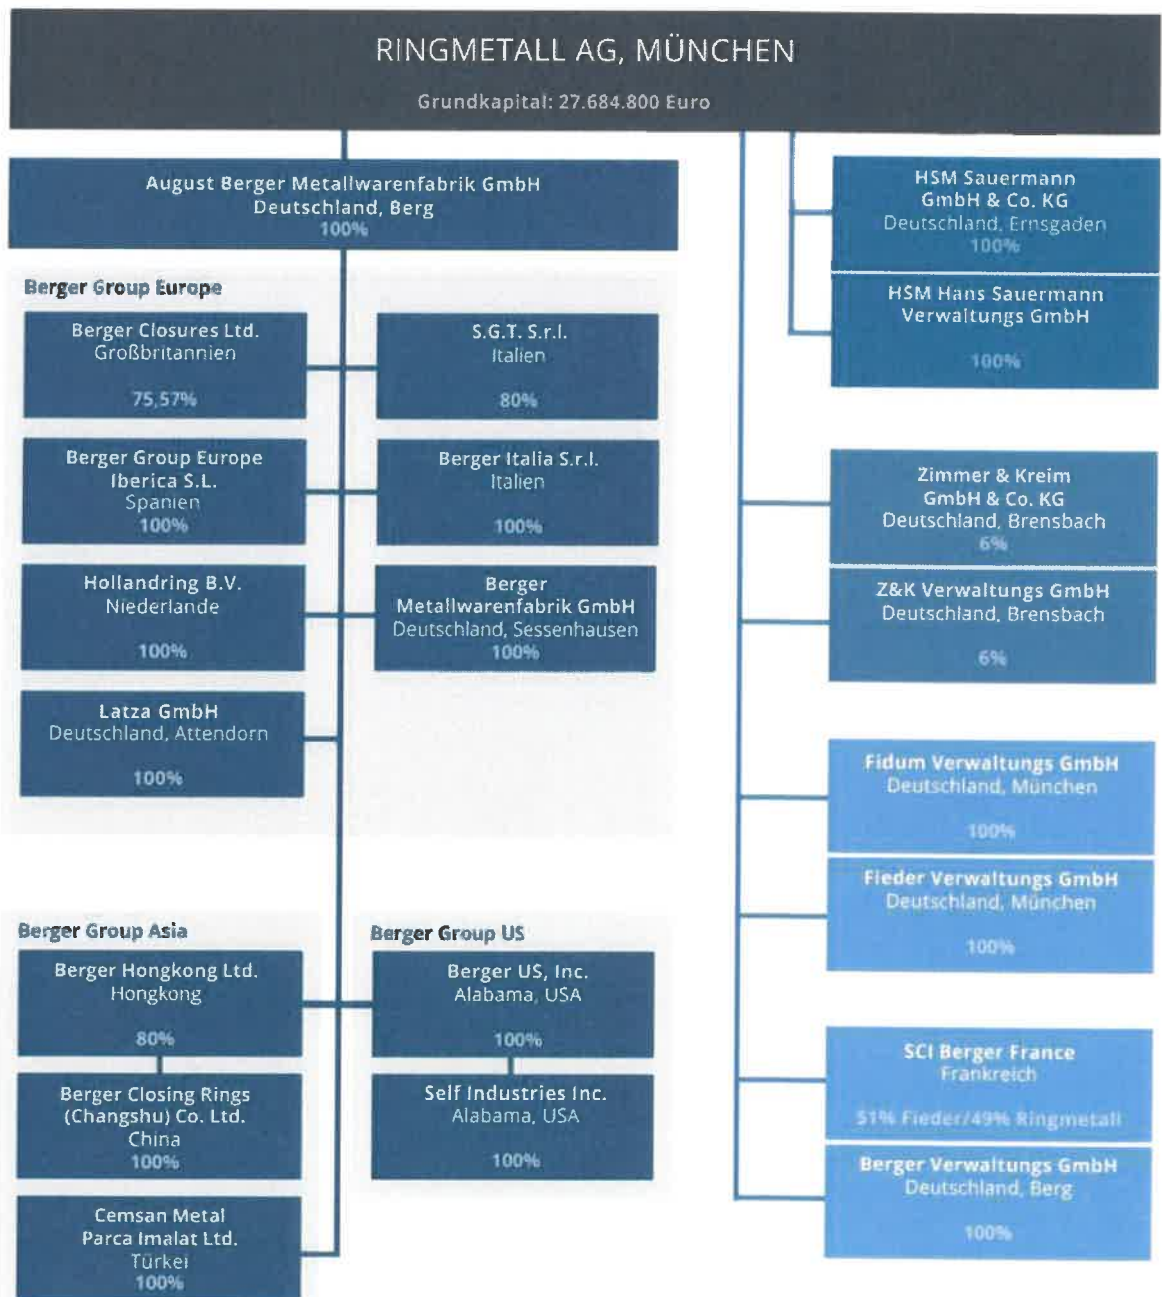 RINGMETALL AG, MÜNCHEN
Grundkapital: 27.684.800 Euro
August Berger Metallwarenfabrik GmbH
Deutschland, Berg
100%
Berger Group Europe
Berger Closures Ltd.
Großbritannien
75,57%
S.G.T. S.r.l.
Italien
80%
Berger Group Europe
Iberica S.L.
Spanien
100%
Berger Italia S.r.l.
Italien
100%
Hollandring B.V.
Niederlande
100%
Berger
Metallwarenfabrik GmbH
Deutschland, Sessenhausen
100%
Latza GmbH
Deutschland, Attendorn
100%
Berger Group Asia
Berger Hongkong Ltd.
Hongkong
80%
Berger Closing Rings
(Changshu) Co. Ltd.
China
100%
Cemsan Metal
Parca Imalat Ltd.
Türkei
100%
Berger Group US
Berger US, Inc.
Alabama, USA
100%
Self Industries Inc.
Alabama, USA
100%
HSM Sauermann
GmbH & Co. KG
Deutschland, Ernsgaden
100%
HSM Hans Sauermann
Verwaltungs GmbH
100%
Zimmer & Kreim
GmbH & Co. KG
Deutschland, Brensbach
6%
Z&K Verwaltungs GmbH
Deutschland, Brensbach
6%
Fidum Verwaltungs GmbH
Deutschland, München
100%
Fieder Verwaltungs GmbH
Deutschland, München
100%
SCI Berger France
Frankreich
51% Fieder/49% Ringmetall
Berger Verwaltungs GmbH
Deutschland, Berg
100%